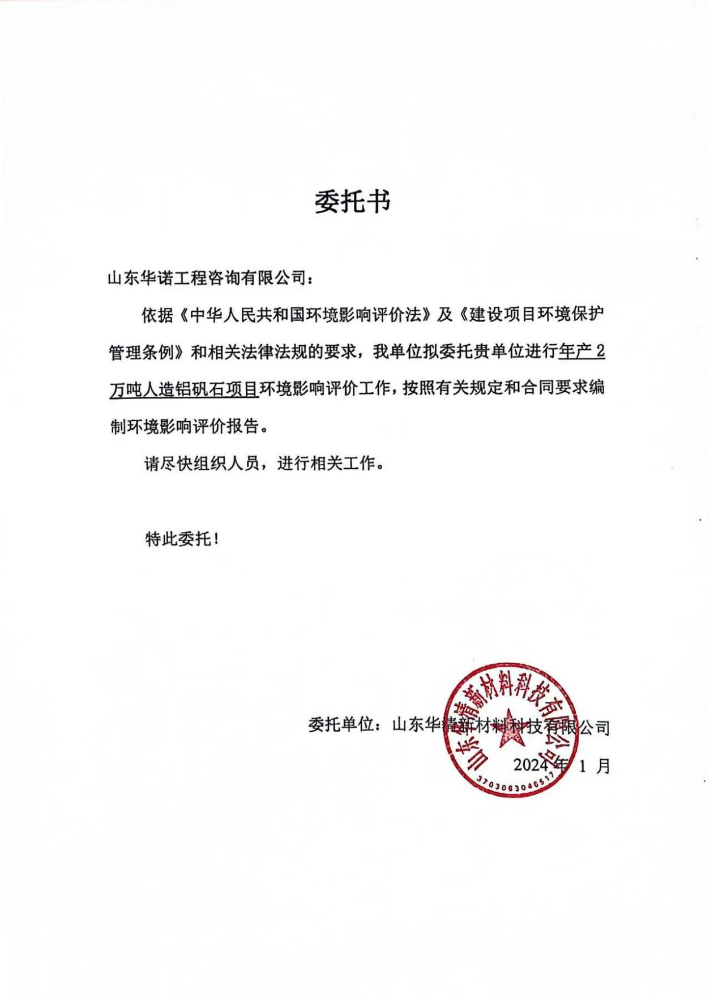 委托书
山东华诺工程咨询有限公司：
依据《中华人民共和国环境影响评价法》及《建设项目环境保护
管理条例》和相关法律法规的要求，我单位拟委托贵单位进行年产2
万吨人造铝矾石项目环境影响评价工作，按照有关规定和合同要求编
制环境影响评价报告。
请尽快组织人员，进行相关工作。
特此委托！
山东华清新材料科技有限公司
委托单位：山东华清新材料科技有限公司
2024年 1 月
3703063046517